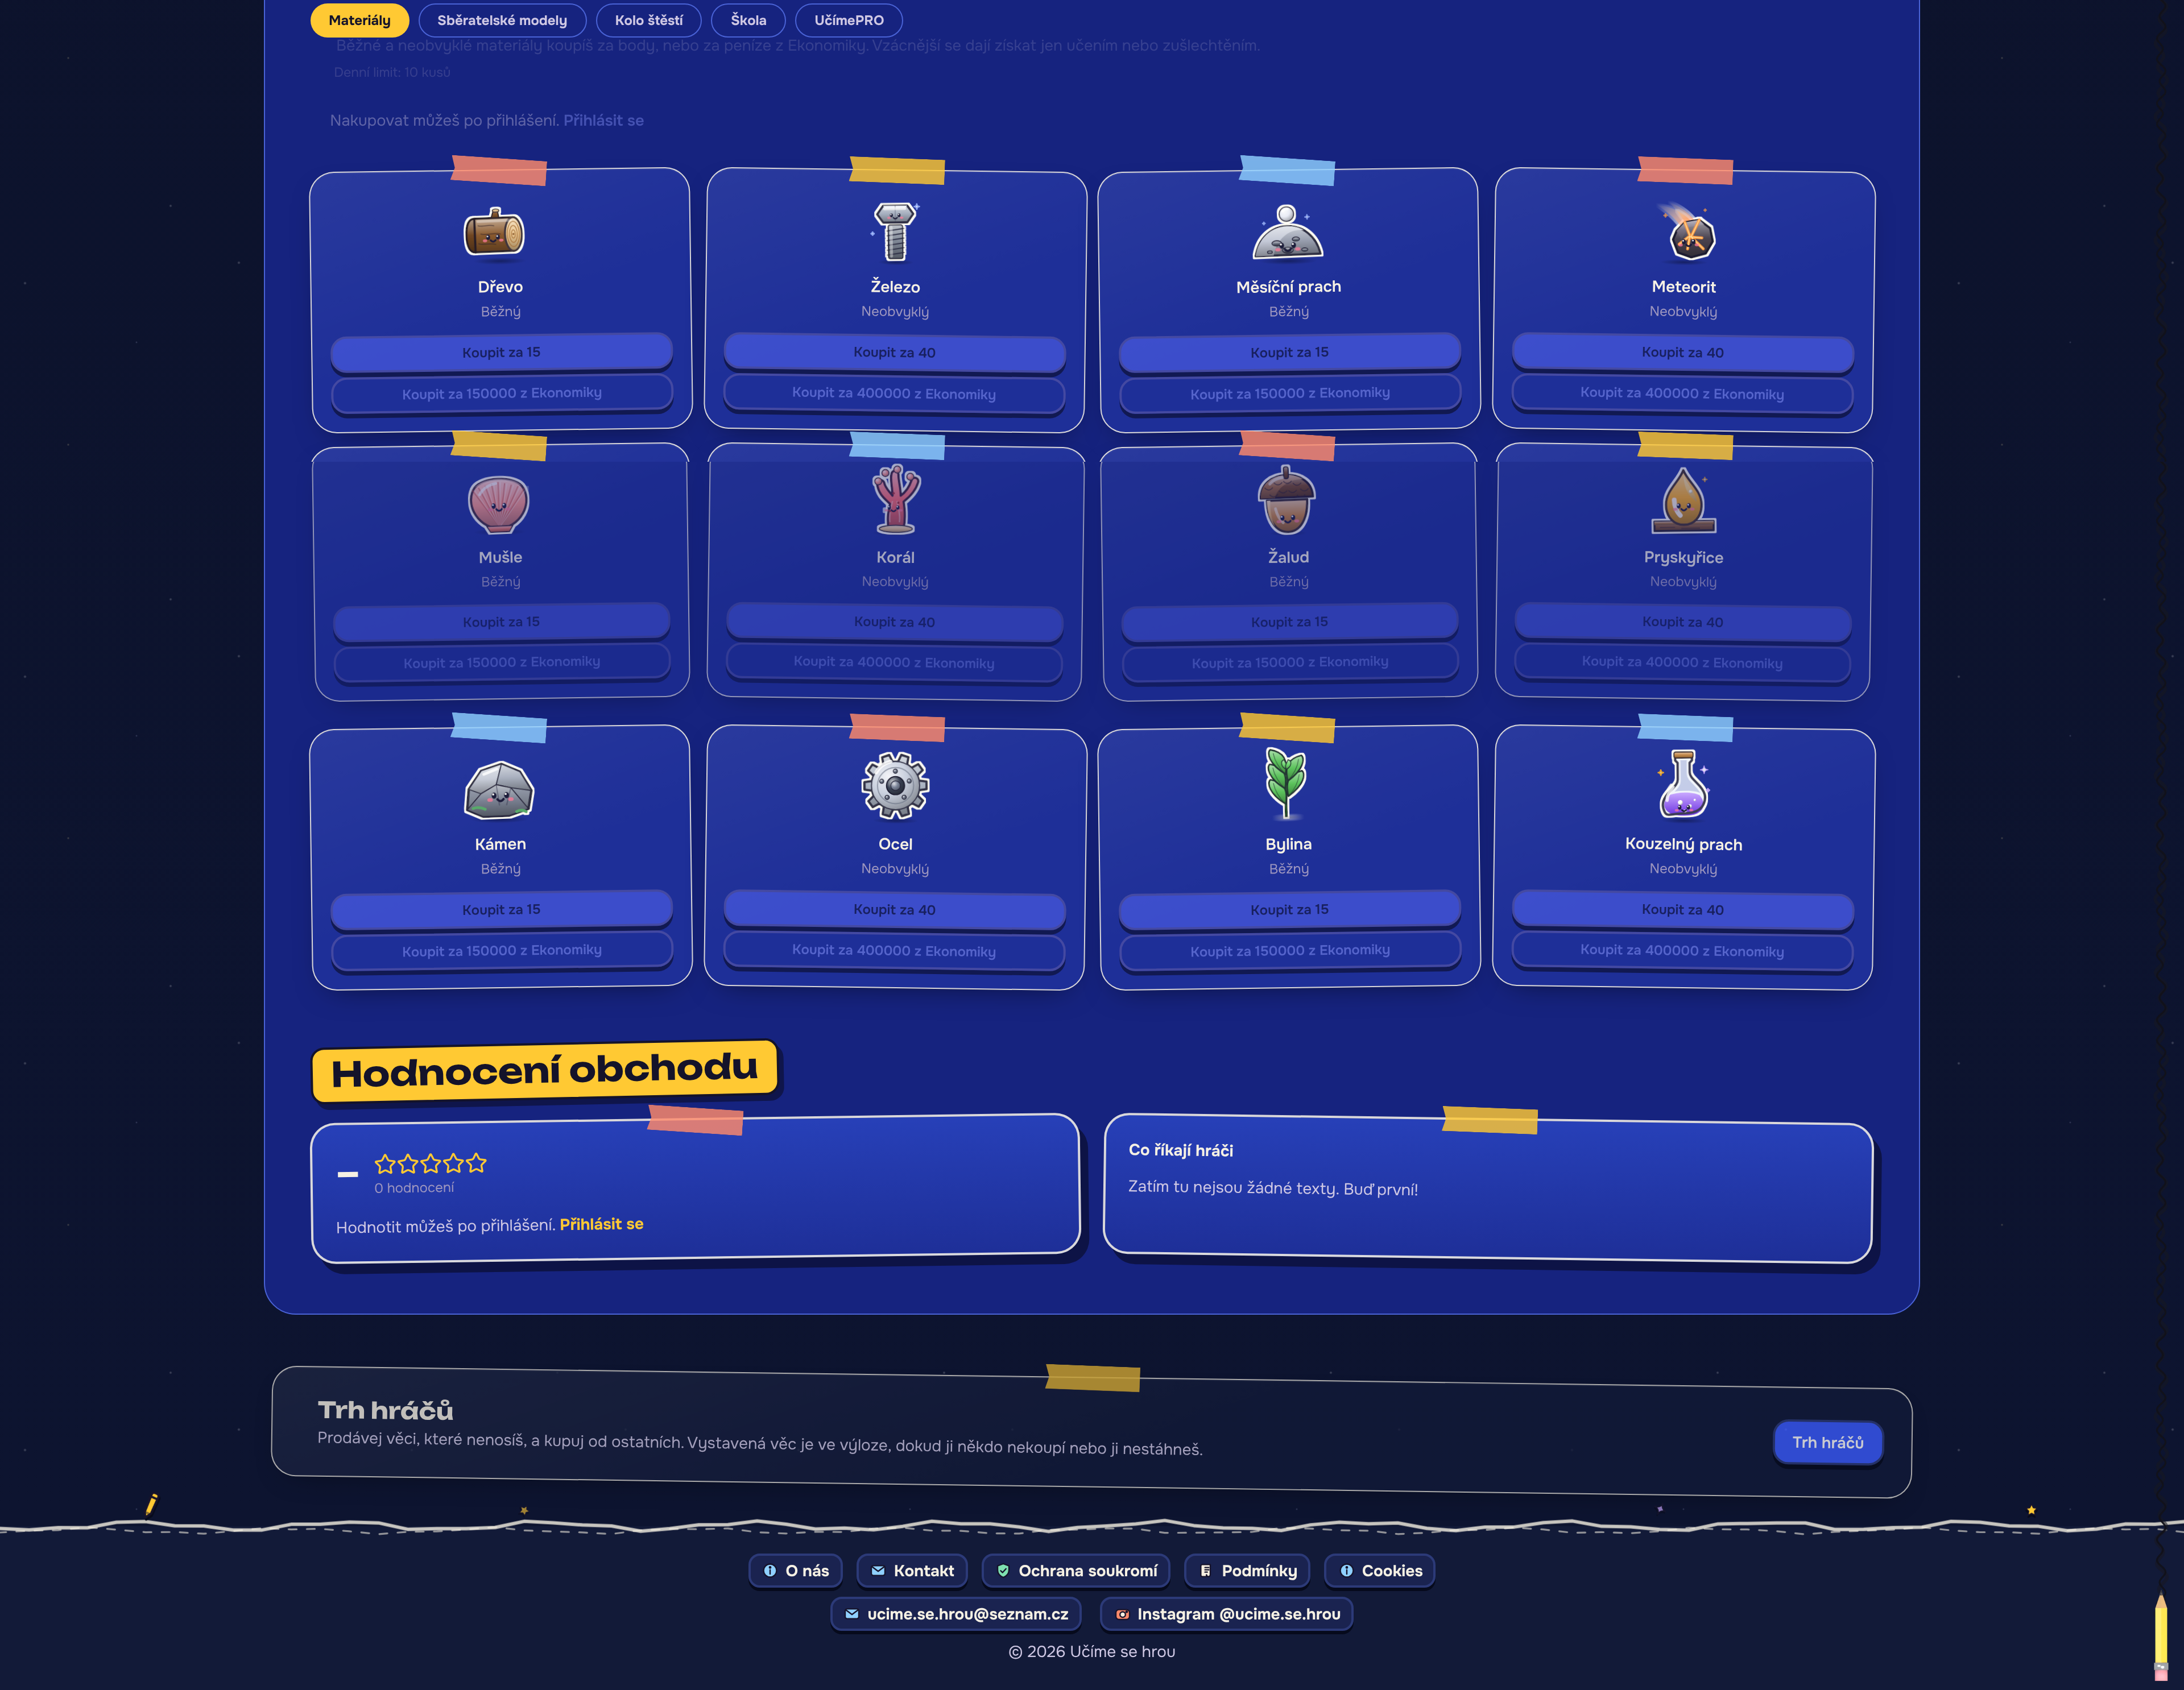 Materiály
Sběratelské modely
Kolo štěstí
Škola
UčímePRO
Běžné a neobvyklé materiály koupíš za body, nebo za peníze z Ekonomiky. Vzácnější se dají získat jen učením nebo zušlechtěním.
Denní limit: 10 kusů
Nakupovat můžeš po přihlášení. Přihlásit se
Dřevo
Běžný
Koupit za 15
Koupit za 150000 z Ekonomiky
Železo
Neobvyklý
Koupit za 40
Koupit za 400000 z Ekonomiky
Měsíční prach
Běžný
Koupit za 15
Koupit za 150000 z Ekonomiky
Meteorit
Neobvyklý
Koupit za 40
Koupit za 400000 z Ekonomiky
Mušle
Běžný
Koupit za 15
Koupit za 150000 z Ekonomiky
Korál
Neobvyklý
Koupit za 40
Koupit za 400000 z Ekonomiky
Žalud
Běžný
Koupit za 15
Koupit za 150000 z Ekonomiky
Pryskyřice
Neobvyklý
Koupit za 40
Koupit za 400000 z Ekonomiky
Kámen
Běžný
Koupit za 15
Koupit za 150000 z Ekonomiky
Ocel
Neobvyklý
Koupit za 40
Koupit za 400000 z Ekonomiky
Bylina
Běžný
Koupit za 15
Koupit za 150000 z Ekonomiky
Kouzelný prach
Neobvyklý
Koupit za 40
Koupit za 400000 z Ekonomiky
Hodnocení obchodu
–
0 hodnocení
Hodnotit můžeš po přihlášení. Přihlásit se
Co říkají hráči
Zatím tu nejsou žádné texty. Buď první!
Trh hráčů
Prodávej věci, které nenosíš, a kupuj od ostatních. Vystavená věc je ve výloze, dokud ji někdo nekoupí nebo ji nestáhneš.
Trh hráčů
O nás
Kontakt
Ochrana soukromí
Podmínky
Cookies
ucime.se.hrou@seznam.cz
Instagram @ucime.se.hrou
© 2026 Učíme se hrou